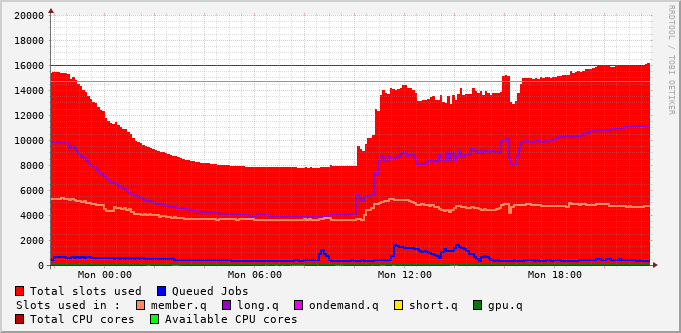 20000
18000
16000
14000
12000
10000
8000
6000
4000
2000
0
Mon 00:00 Mon 06:00 Mon 12:00 Mon 18:00
RRDTOOL / TOBI OETIKER
Total slots used Queued Jobs
Slots used in : member.q long.q ondemand.q short.q gpu.q
Total CPU cores Available CPU cores